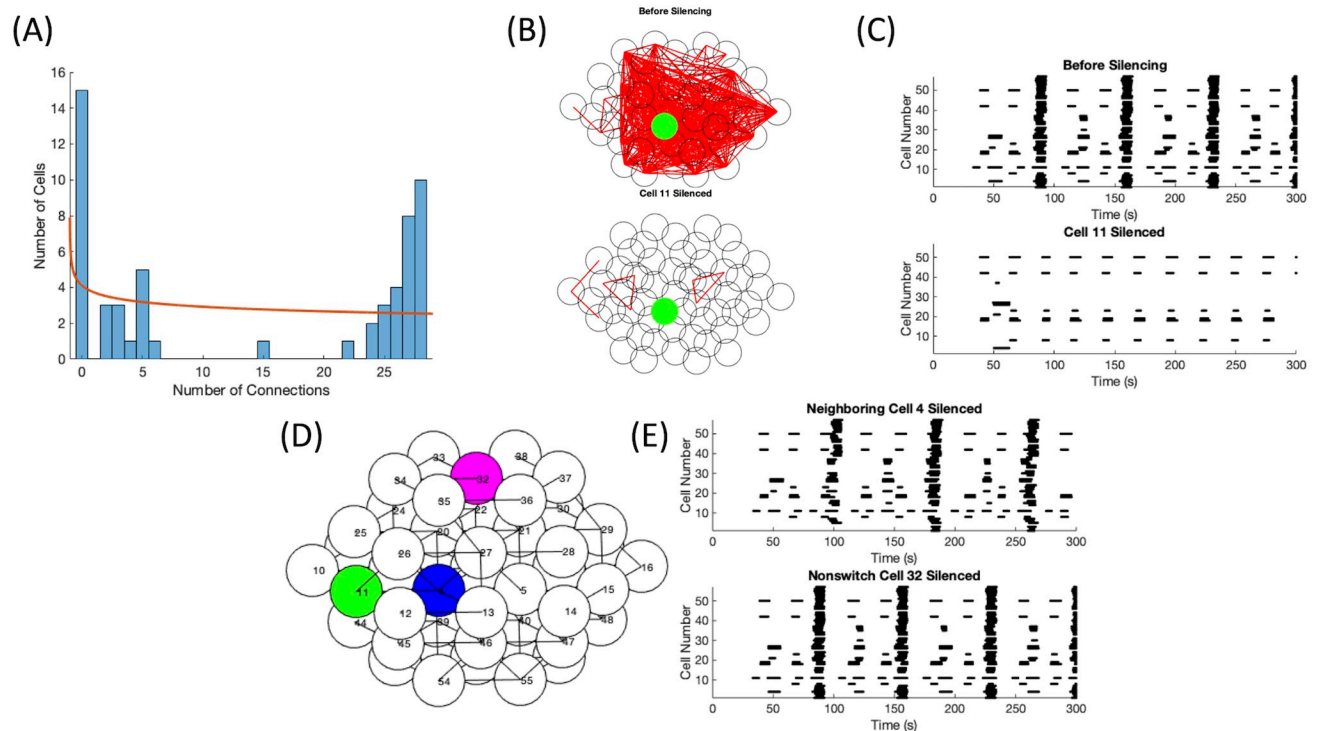 (A)
16
14
12
10
8
6
4
2
0
Number of Cells
0 5 10 15 20 25
Number of Connections
(B)
Before Silencing
Cell 11 Silenced
(C)
Before Silencing
50
40
30
20
10
Cell Number
0 50 100 150 200 250 300
Time (s)
Cell 11 Silenced
50
40
30
20
10
Cell Number
0 50 100 150 200 250 300
Time (s)
(D)
33
38
32
37
34
35
36
24
22
30
25
20
21
29
26
27
28
10
16
11
5
15
12
13
14
44
39
40
48
45
46
47
54
55
(E)
Neighboring Cell 4 Silenced
50
40
30
20
10
Cell Number
0 50 100 150 200 250 300
Time (s)
Nonswitch Cell 32 Silenced
50
40
30
20
10
Cell Number
0 50 100 150 200 250 300
Time (s)